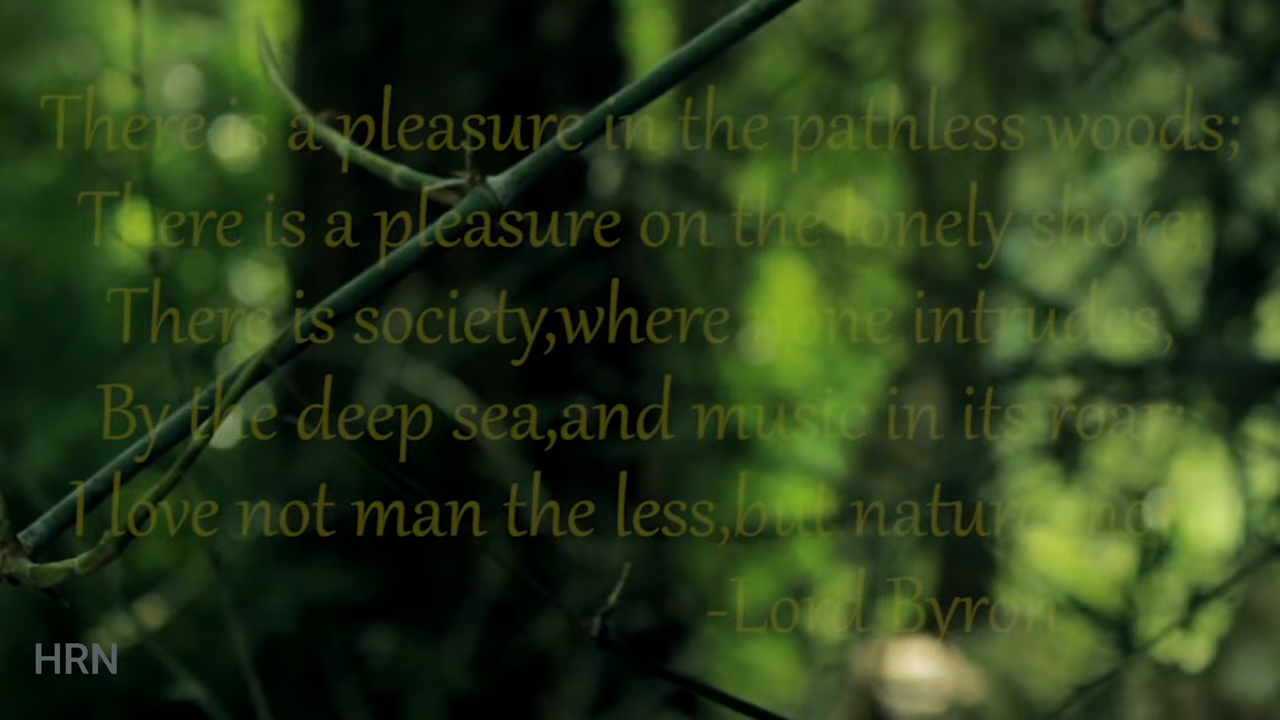 There is a pleasure in the pathless woods;
There is a pleasure on the lonely shore;
There is society,where none intrudes,
By the deep sea,and music in its roar:
I love not man the less,but nature
-Lord Byron
HRN